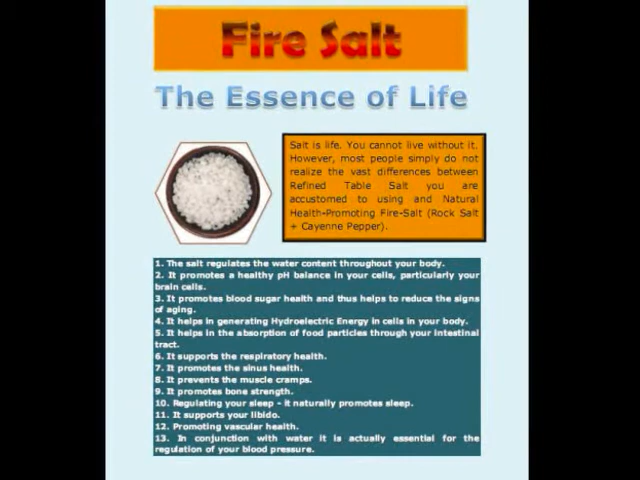 Fire Salt
The Essence of Life
Salt is life. You cannot live without it.
However, most people simply do not
realize the vast differences between
Refined Table Salt you are
accustomed to using and Natural
Health-Promoting Fire-Salt (Rock Salt
+ Cayenne Pepper).
1. The salt regulates the water content throughout your body.
2. It promotes a healthy pH balance in your cells, particularly your
brain cells.
3. It promotes blood sugar health and thus helps to reduce the signs
of aging.
4. It helps in generating Hydroelectric Energy in cells in your body.
5. It helps in the absorption of food particles through your intestinal
tract.
6. It supports the respiratory health.
7. It promotes the sinus health.
8. It prevents the muscle cramps.
9. It promotes bone strength.
10. Regulating your sleep - it naturally promotes sleep.
11. It supports your libido.
12. Promoting vascular health.
13. In conjunction with water it is actually essential for the
regulation of your blood pressure.